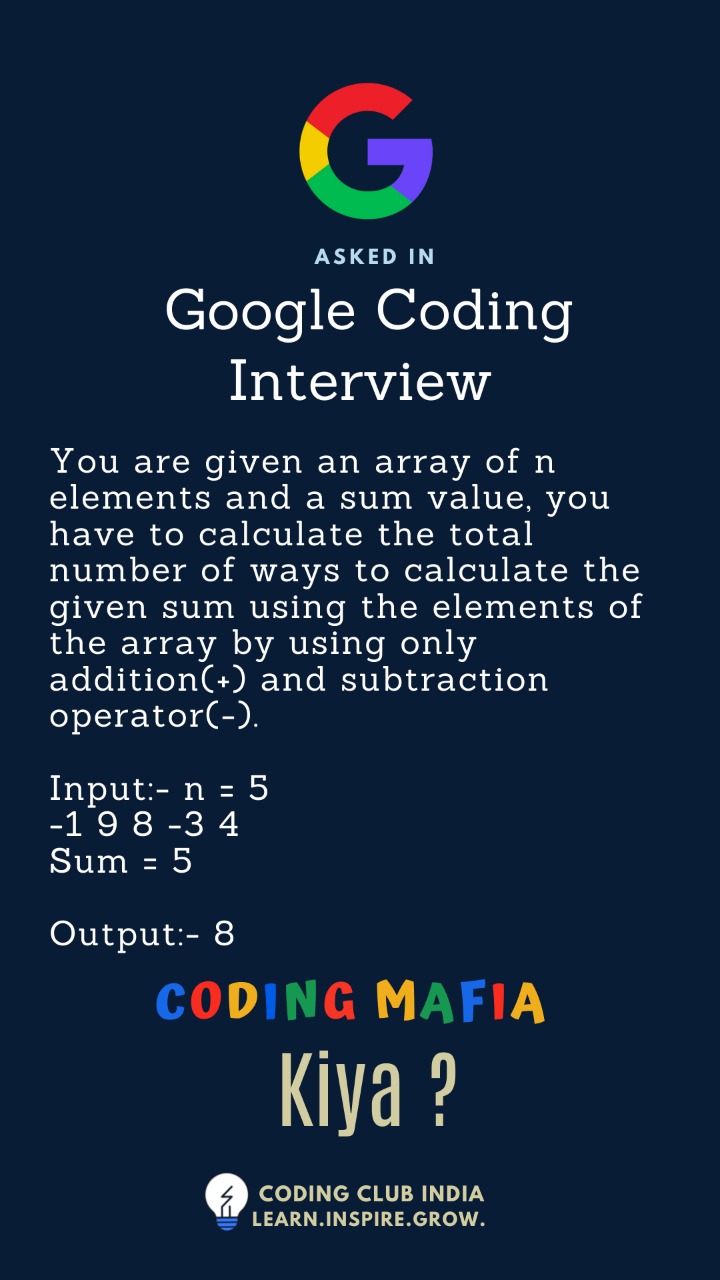 ASKED IN
Google Coding
Interview
You are given an array of n
elements and a sum value, you
have to calculate the total
number of ways to calculate the
given sum using the elements of
the array by using only
addition(+) and subtraction
operator(-).
Input:- n = 5
-1 9 8 -3 4
Sum = 5
Output:- 8
CODING MAFIA
Kiya ?
CODING CLUB INDIA
LEARN.INSPIRE.GROW.